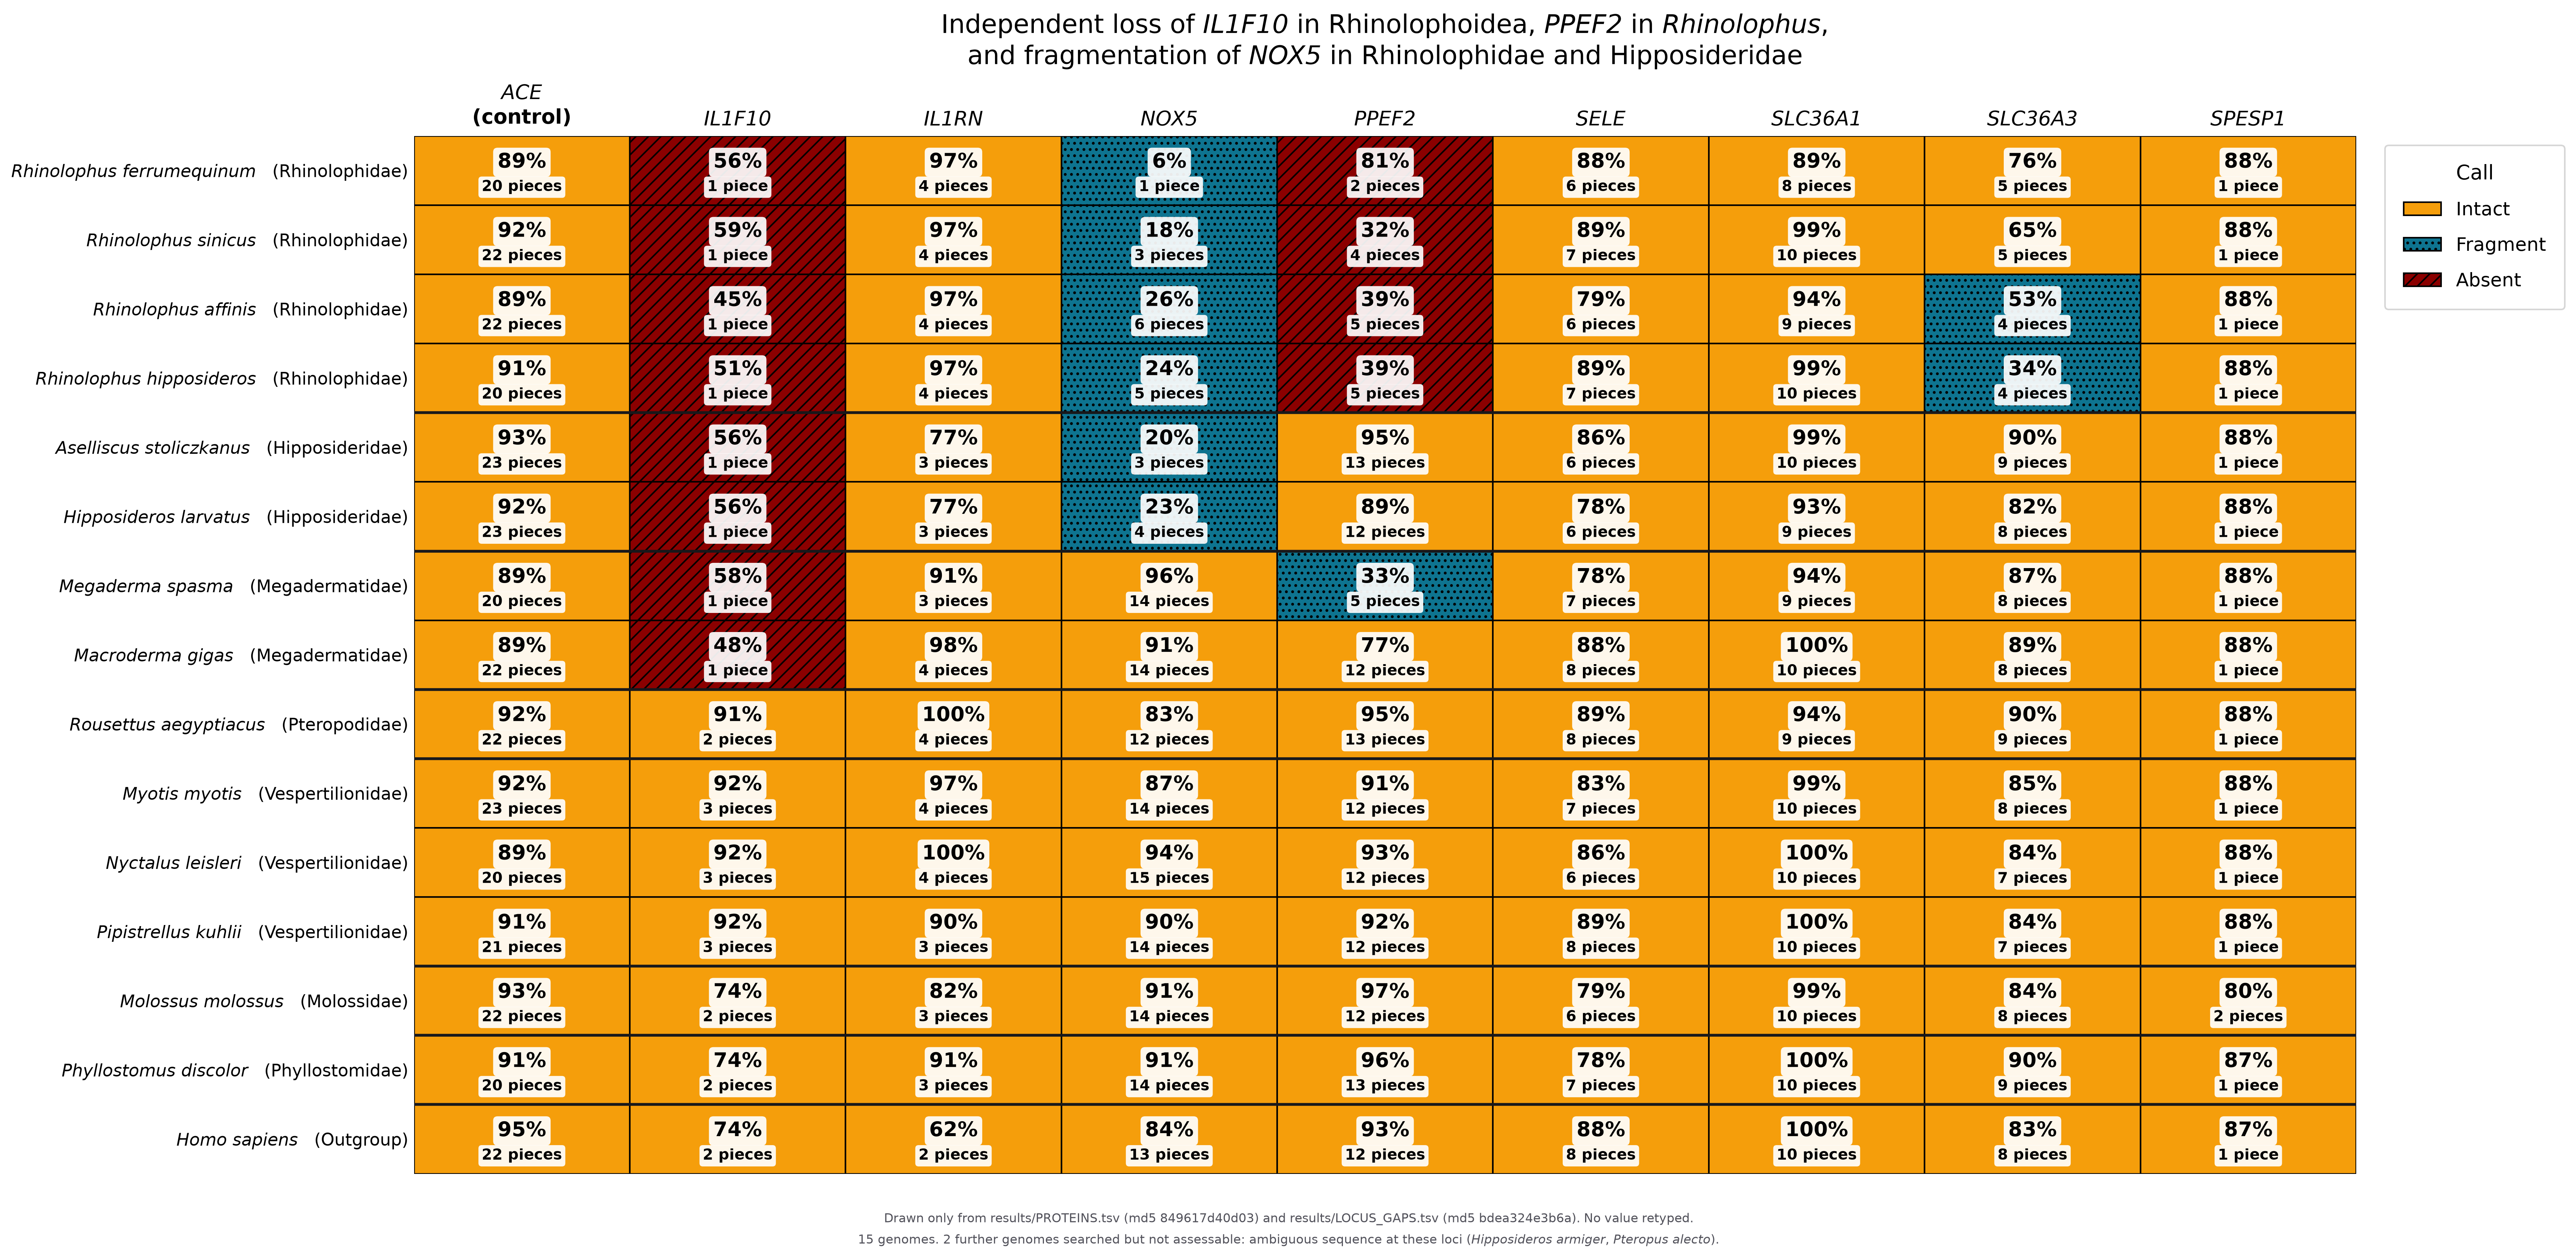 Independent loss of IL1F10 in Rhinolophoidea, PPEF2 in Rhinolophus,
and fragmentation of NOX5 in Rhinolophidae and Hipposideridae
ACE (control) IL1F10 IL1RN NOX5 PPEF2 SELE SLC36A1 SLC36A3 SPESP1
Rhinolophus ferrumequinum (Rhinolophidae) 89% 56% 97% 6% 81% 88% 89% 76% 88%
20 pieces 1 piece 4 pieces 1 piece 2 pieces 6 pieces 8 pieces 5 pieces 1 piece
Rhinolophus sinicus (Rhinolophidae) 92% 59% 97% 18% 32% 89% 99% 65% 88%
22 pieces 1 piece 4 pieces 3 pieces 4 pieces 7 pieces 10 pieces 5 pieces 1 piece
Rhinolophus affinis (Rhinolophidae) 89% 45% 97% 26% 39% 79% 94% 53% 88%
22 pieces 1 piece 4 pieces 6 pieces 5 pieces 6 pieces 9 pieces 4 pieces 1 piece
Rhinolophus hipposideros (Rhinolophidae) 91% 51% 97% 24% 39% 89% 99% 34% 88%
20 pieces 1 piece 4 pieces 5 pieces 5 pieces 7 pieces 10 pieces 4 pieces 1 piece
Aselliscus stoliczkanus (Hipposideridae) 93% 56% 77% 20% 95% 86% 99% 90% 88%
23 pieces 1 piece 3 pieces 3 pieces 13 pieces 6 pieces 10 pieces 9 pieces 1 piece
Hipposideros larvatus (Hipposideridae) 92% 56% 77% 23% 89% 78% 93% 82% 88%
23 pieces 1 piece 3 pieces 4 pieces 12 pieces 6 pieces 9 pieces 8 pieces 1 piece
Megaderma spasma (Megadermatidae) 89% 58% 91% 96% 33% 78% 94% 87% 88%
20 pieces 1 piece 3 pieces 14 pieces 5 pieces 7 pieces 9 pieces 8 pieces 1 piece
Macroderma gigas (Megadermatidae) 89% 48% 98% 91% 77% 88% 100% 89% 88%
22 pieces 1 piece 4 pieces 14 pieces 12 pieces 8 pieces 10 pieces 8 pieces 1 piece
Rousettus aegyptiacus (Pteropodidae) 92% 91% 100% 83% 95% 89% 94% 90% 88%
22 pieces 2 pieces 4 pieces 12 pieces 13 pieces 8 pieces 9 pieces 9 pieces 1 piece
Myotis myotis (Vespertilionidae) 92% 92% 97% 87% 91% 83% 99% 85% 88%
23 pieces 3 pieces 4 pieces 14 pieces 12 pieces 7 pieces 10 pieces 8 pieces 1 piece
Nyctalus leisleri (Vespertilionidae) 89% 92% 100% 94% 93% 86% 100% 84% 88%
20 pieces 3 pieces 4 pieces 15 pieces 12 pieces 6 pieces 10 pieces 7 pieces 1 piece
Pipistrellus kuhlii (Vespertilionidae) 91% 92% 90% 90% 92% 89% 100% 84% 88%
21 pieces 3 pieces 3 pieces 14 pieces 12 pieces 8 pieces 10 pieces 7 pieces 1 piece
Molossus molossus (Molossidae) 93% 74% 82% 91% 97% 79% 99% 84% 80%
22 pieces 2 pieces 3 pieces 14 pieces 12 pieces 6 pieces 10 pieces 8 pieces 2 pieces
Phyllostomus discolor (Phyllostomidae) 91% 74% 91% 91% 96% 78% 100% 90% 87%
20 pieces 2 pieces 3 pieces 14 pieces 13 pieces 7 pieces 10 pieces 9 pieces 1 piece
Homo sapiens (Outgroup) 95% 74% 62% 84% 93% 88% 100% 83% 87%
22 pieces 2 pieces 2 pieces 13 pieces 12 pieces 8 pieces 10 pieces 8 pieces 1 piece
Call
Intact
Fragment
Absent
Drawn only from results/PROTEINS.tsv (md5 849617d40d03) and results/LOCUS_GAPS.tsv (md5 bdea324e3b6a). No value retyped.
15 genomes. 2 further genomes searched but not assessable: ambiguous sequence at these loci (Hipposideros armiger, Pteropus alecto).